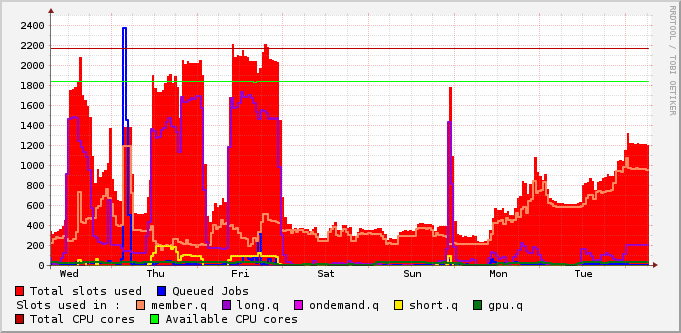 2400
2200
2000
1800
1600
1400
1200
1000
800
600
400
200
0
Wed Thu Fri Sat Sun Mon Tue
Total slots used Queued Jobs
Slots used in : member.q long.q ondemand.q short.q gpu.q
Total CPU cores Available CPU cores
RRDTOOL / TOBI OETIKER